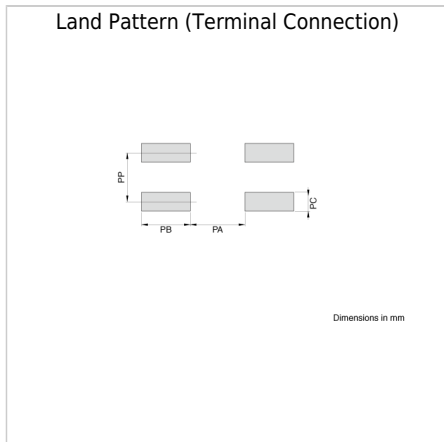 Land Pattern (Terminal Connection)
PP
PC
PB
PA
Dimensions in mm